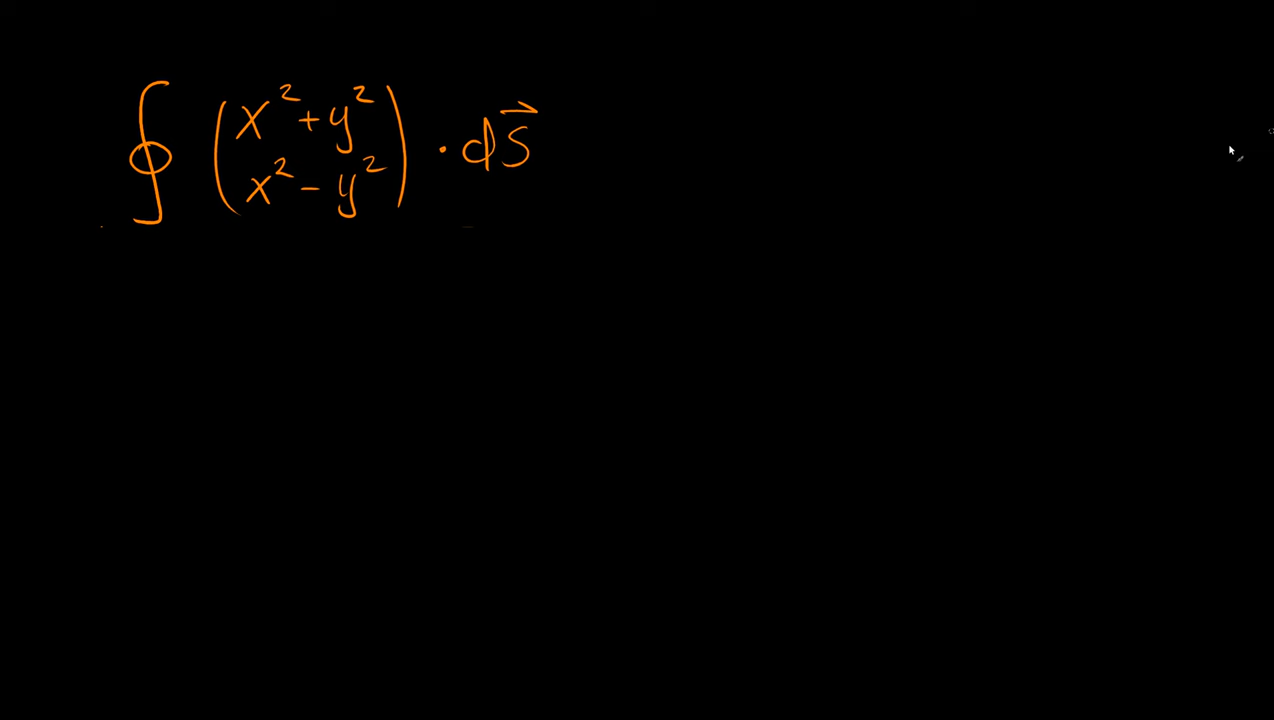 ∮ (x²+y²
x²−y²) · dS⃗